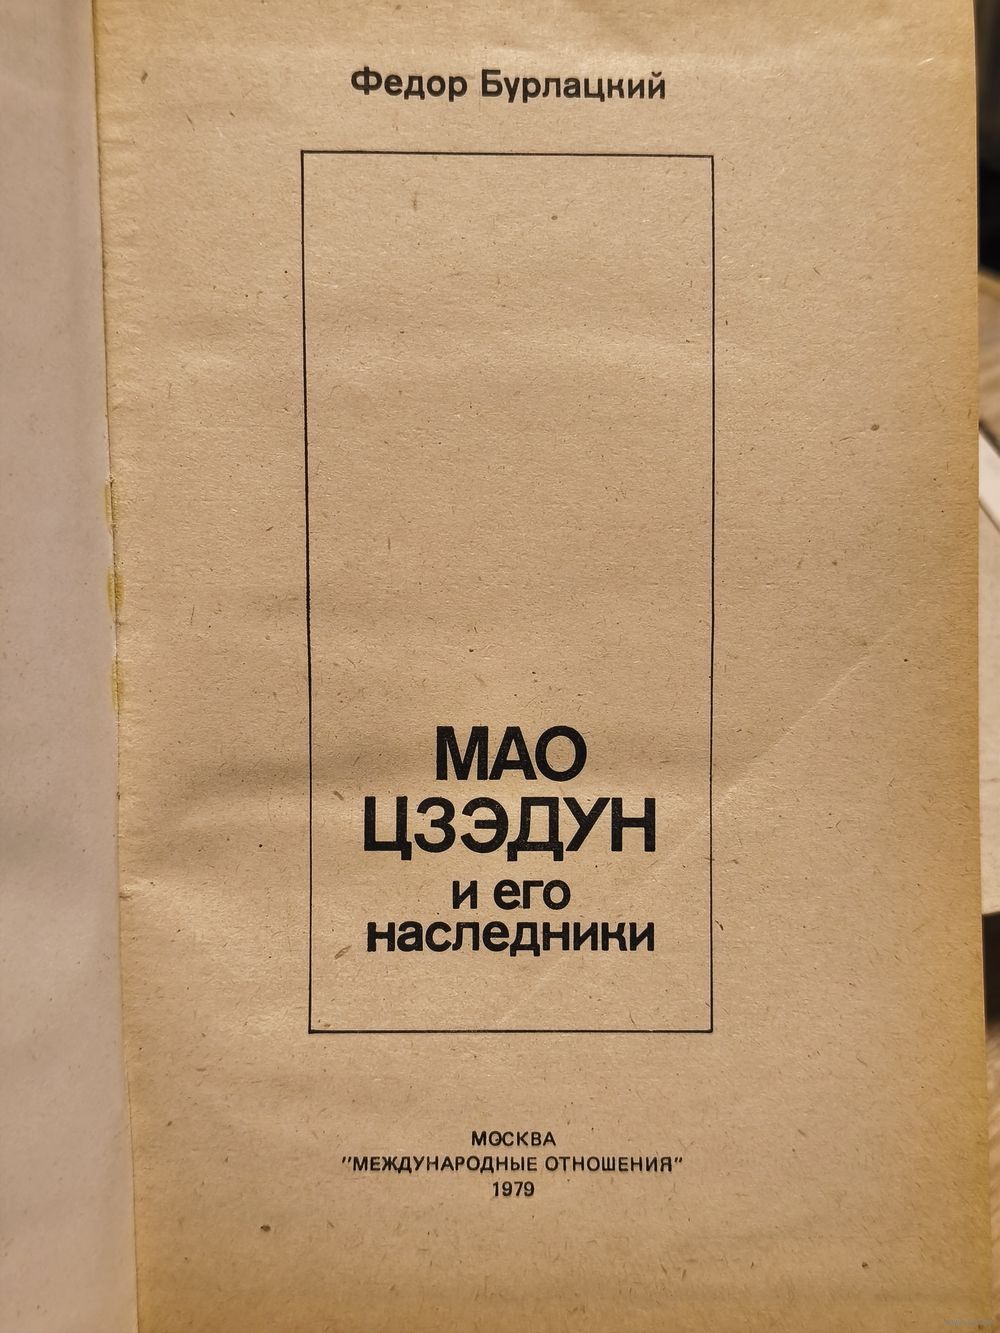 Федор Бурлацкий
МАО
ЦЗЭДУН
и его
наследники
МОСКВА
"МЕЖДУНАРОДНЫЕ ОТНОШЕНИЯ"
1979